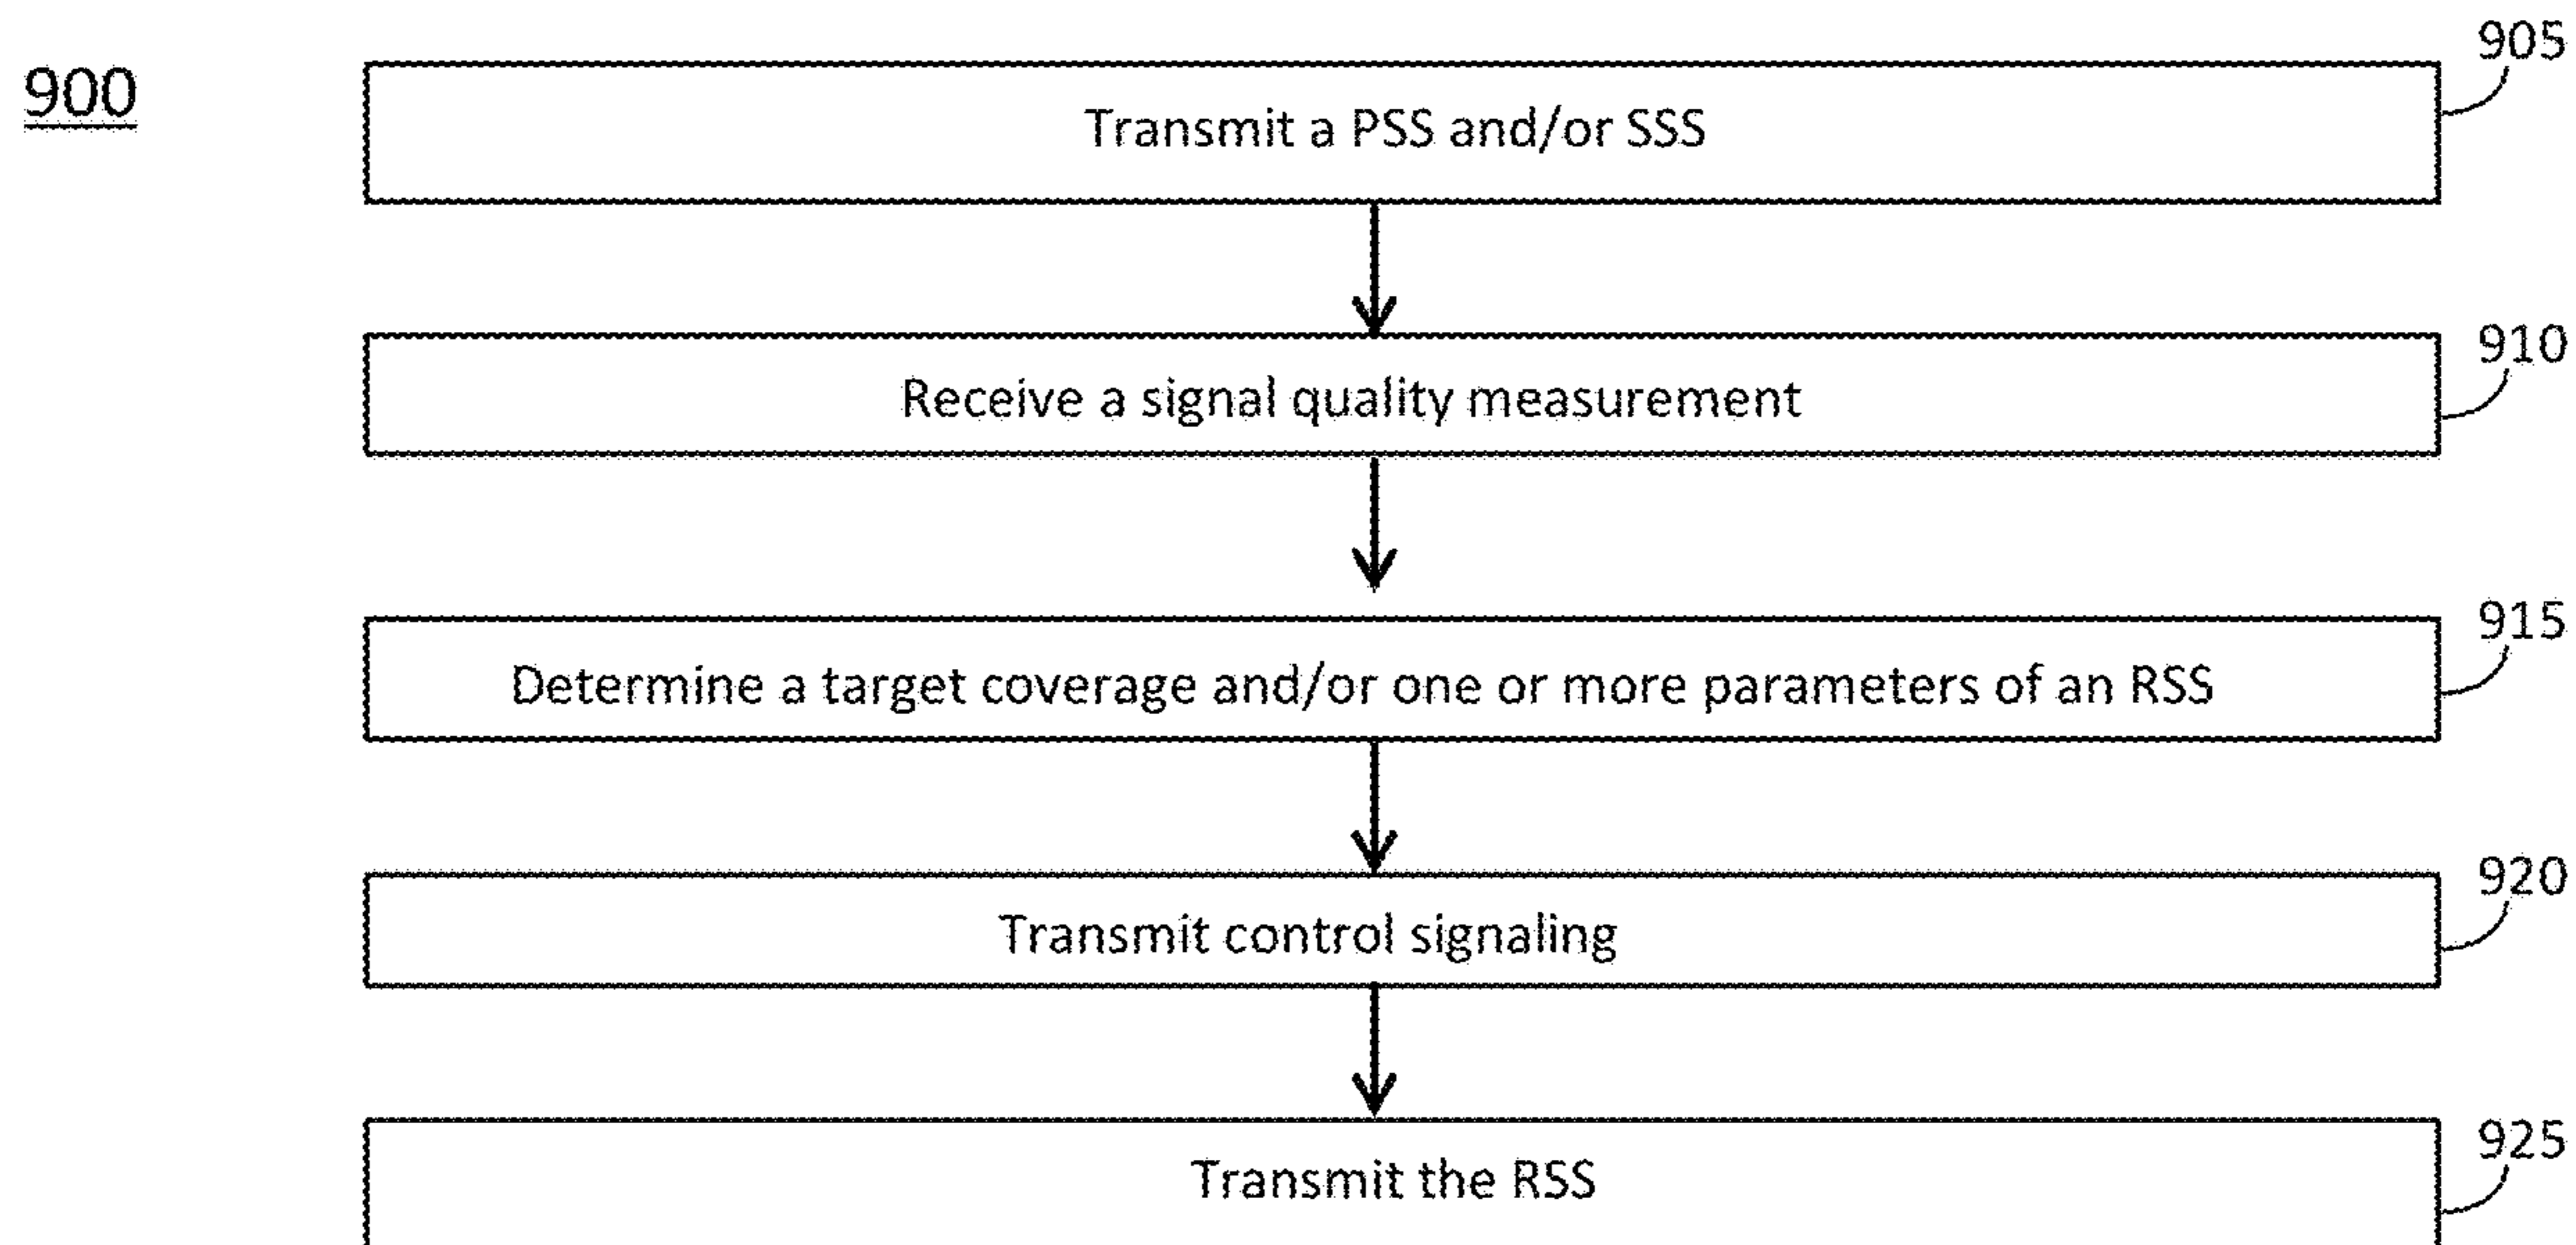 900
905
Transmit a PSS and/or SSS
910
Receive a signal quality measurement
915
Determine a target coverage and/or one or more parameters of an RSS
920
Transmit control signaling
925
Transmit the RSS